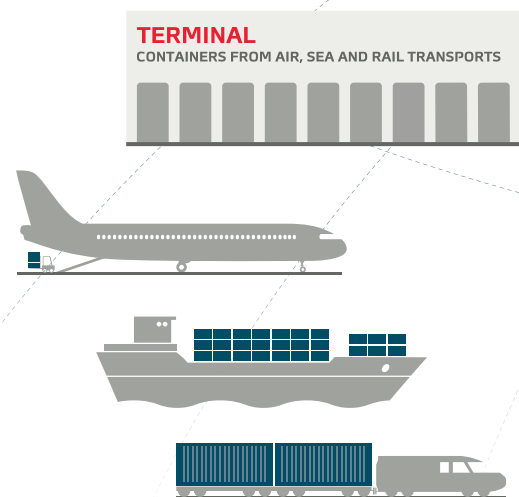 TERMINAL
CONTAINERS FROM AIR, SEA AND RAIL TRANSPORTS